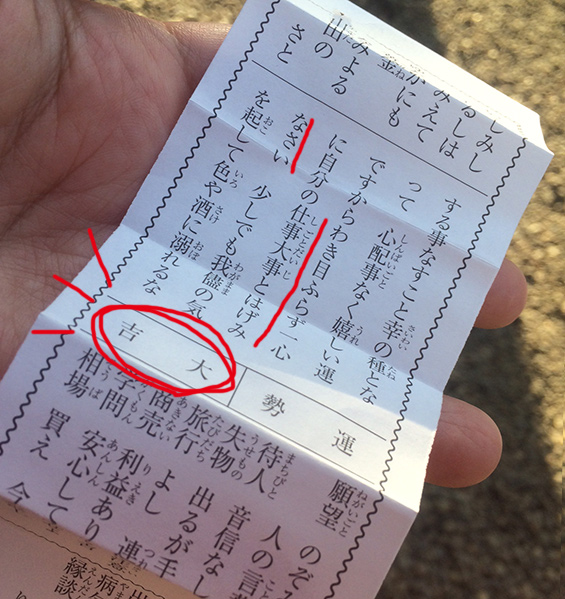 しみし
るしは
みえて
かにも
みよる
山の
さと
する事なすこと幸の種とな
って 心配事なく嬉しい運
ですからわき目ふらず一心
に自分の仕事大事とはげみ
なさい 少しでも我儘の気
を起して色や酒に溺れるな
運勢
大吉
願望 のぞみ
人の言
待人 音信なし
失物 出るが手
旅行 よし 連
商売 利益あり
学問 安心して
相場 買え 今
病
縁談